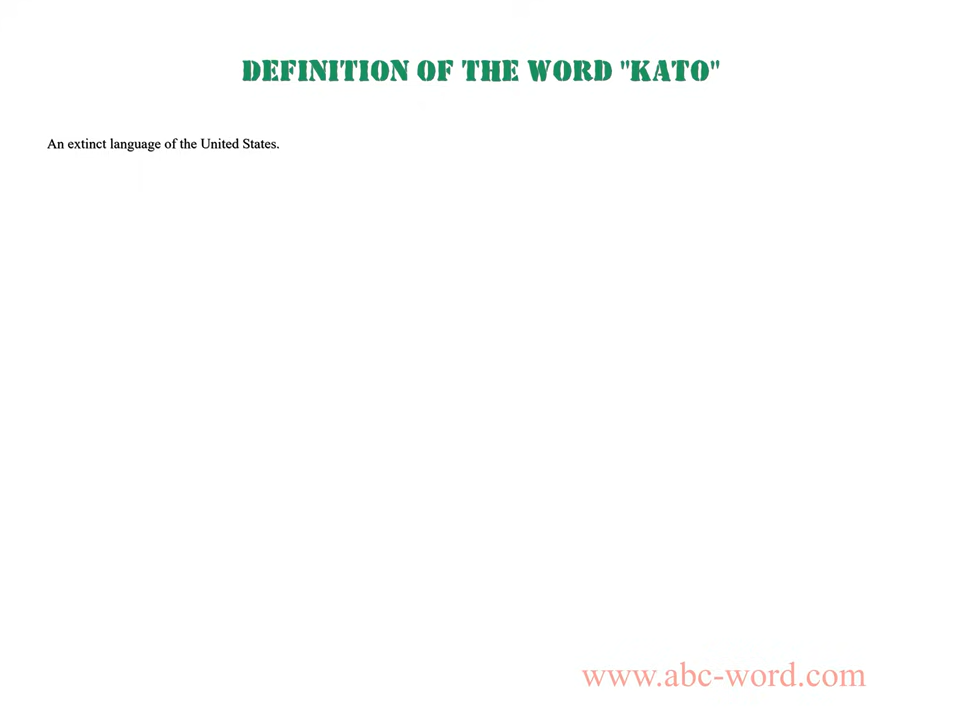 DEFINITION OF THE WORD "KATO"
An extinct language of the United States.
www.abc-word.com